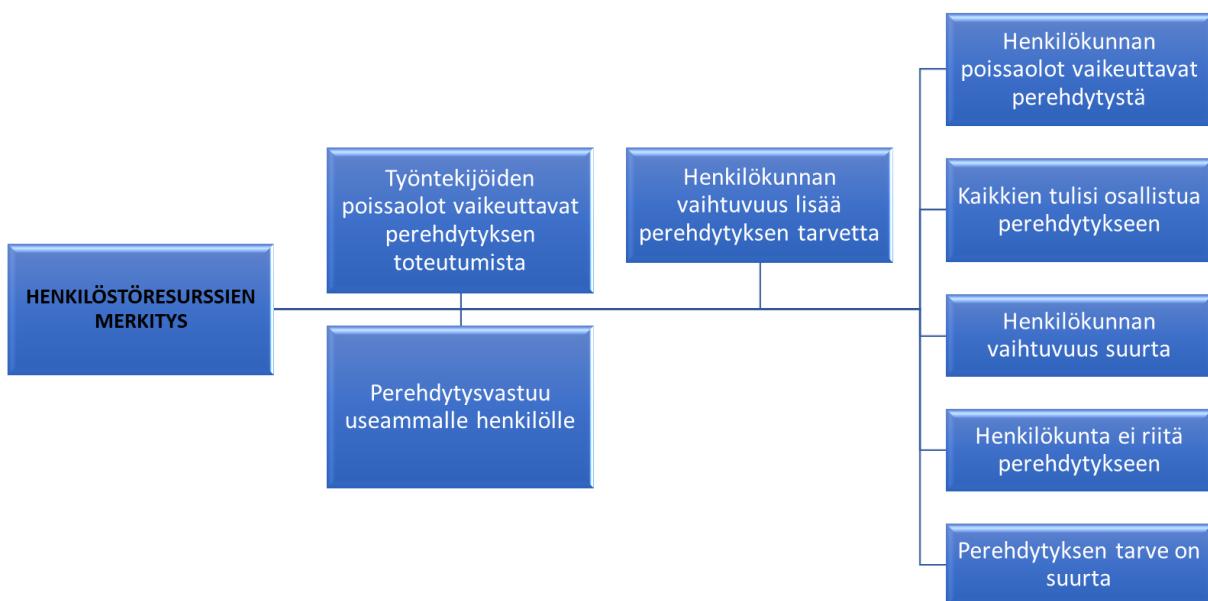 HENKILÖSTÖRESURSSIEN
MERKITYS
Työntekijöiden
poissaolot vaikeuttavat
perehdytyksen
toteutumista
Perehdytysvastuu
useammalle henkilölle
Henkilökunnan
vaihtuvuus lisää
perehdytyksen tarvetta
Henkilökunnan
poissaolot vaikeuttavat
perehdytystä
Kaikkien tulisi osallistua
perehdytykseen
Henkilökunnan
vaihtuvuus suurta
Henkilökunta ei riitä
perehdytykseen
Perehdytyksen tarve on
suurta